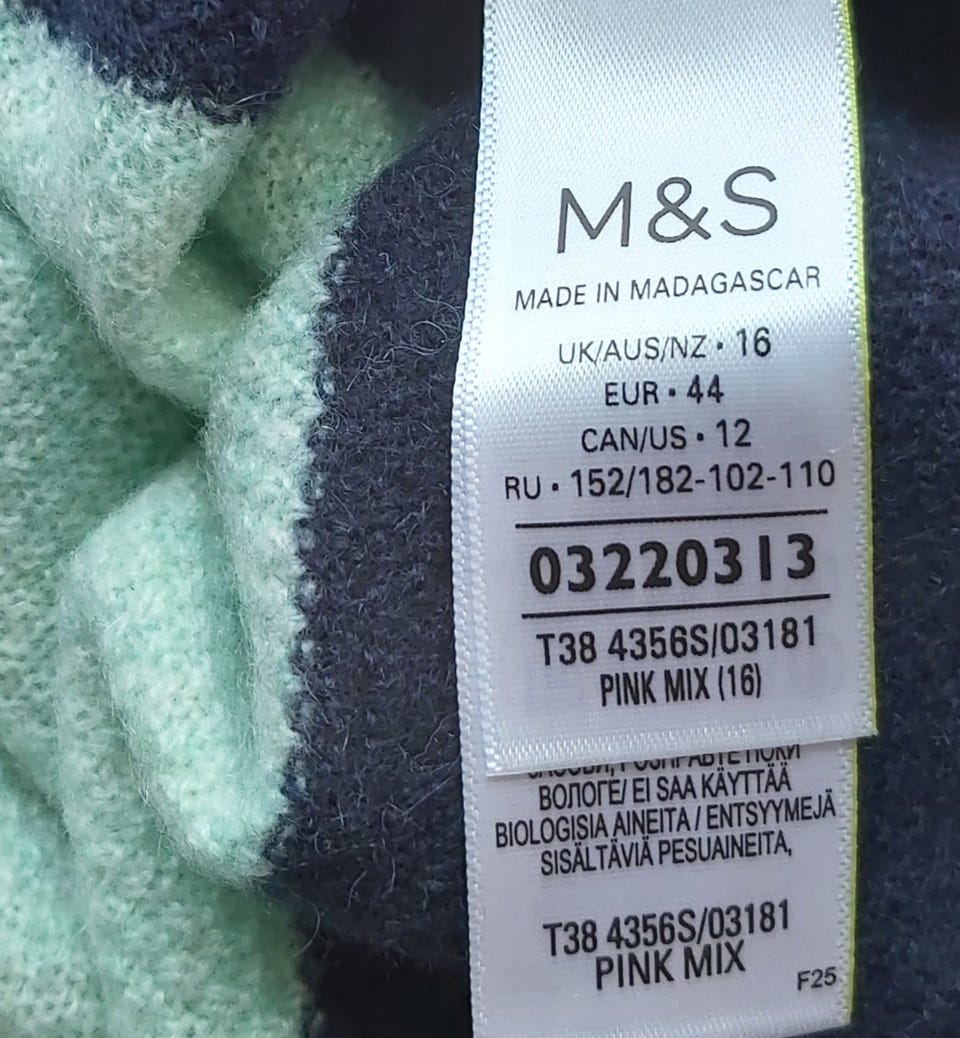 M&S
MADE IN MADAGASCAR
UK/AUS/NZ • 16
EUR • 44
CAN/US • 12
RU • 152/182-102-110
03220313
T38 4356S/03181
PINK MIX (16)
ВОЛОГЕ/ EI SAA KÄYTTÄÄ
BIOLOGISIA AINEITA / ENTSYYMEJÄ
SISÄLTÄVIÄ PESUAINEITA,
T38 4356S/03181
PINK MIX
F25